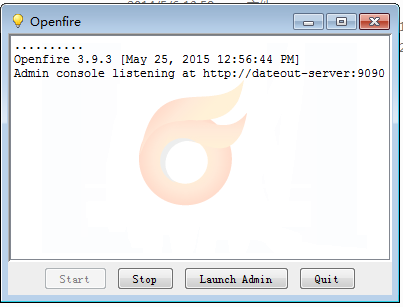 Openfire
..........
Openfire 3.9.3 [May 25, 2015 12:56:44 PM]
Admin console listening at http://dateout-server:9090
Start
Stop
Launch Admin
Quit